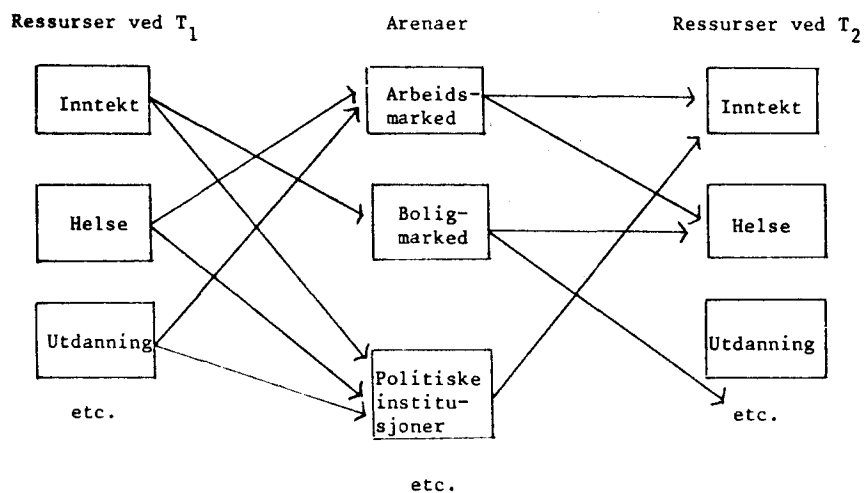 Ressurser ved T1
Arenaer
Ressurser ved T2
Inntekt
Arbeids-
marked
Inntekt
Helse
Bolig-
marked
Helse
Utdanning
Politiske
institu-
sjoner
Utdanning
etc.
etc.
etc.